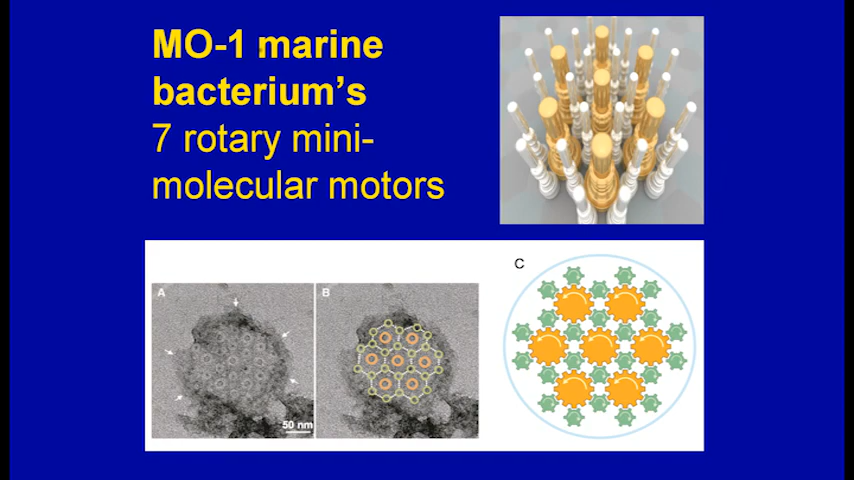 MO-1 marine
bacterium’s
7 rotary mini-
molecular motors
A
B
C
50 nm